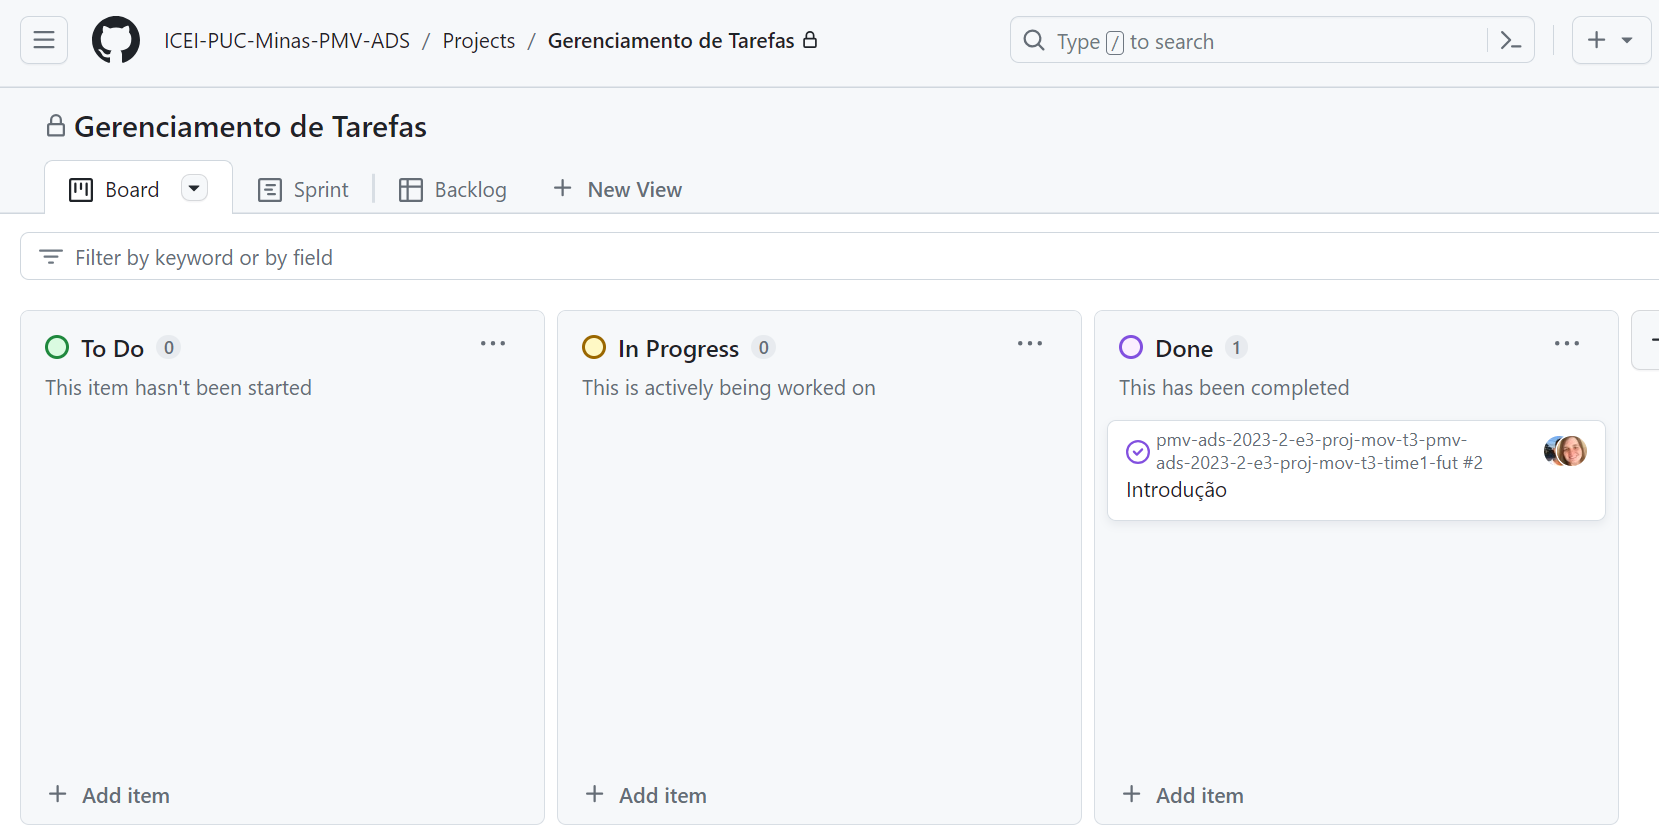 ICEI-PUC-Minas-PMV-ADS / Projects / Gerenciamento de Tarefas
Type / to search
Gerenciamento de Tarefas
Board
Sprint
Backlog
+ New View
Filter by keyword or by field
To Do 0
This item hasn't been started
+ Add item
In Progress 0
This is actively being worked on
+ Add item
Done 1
This has been completed
pmv-ads-2023-2-e3-proj-mov-t3-pmv-
ads-2023-2-e3-proj-mov-t3-time1-fut #2
Introdução
+ Add item